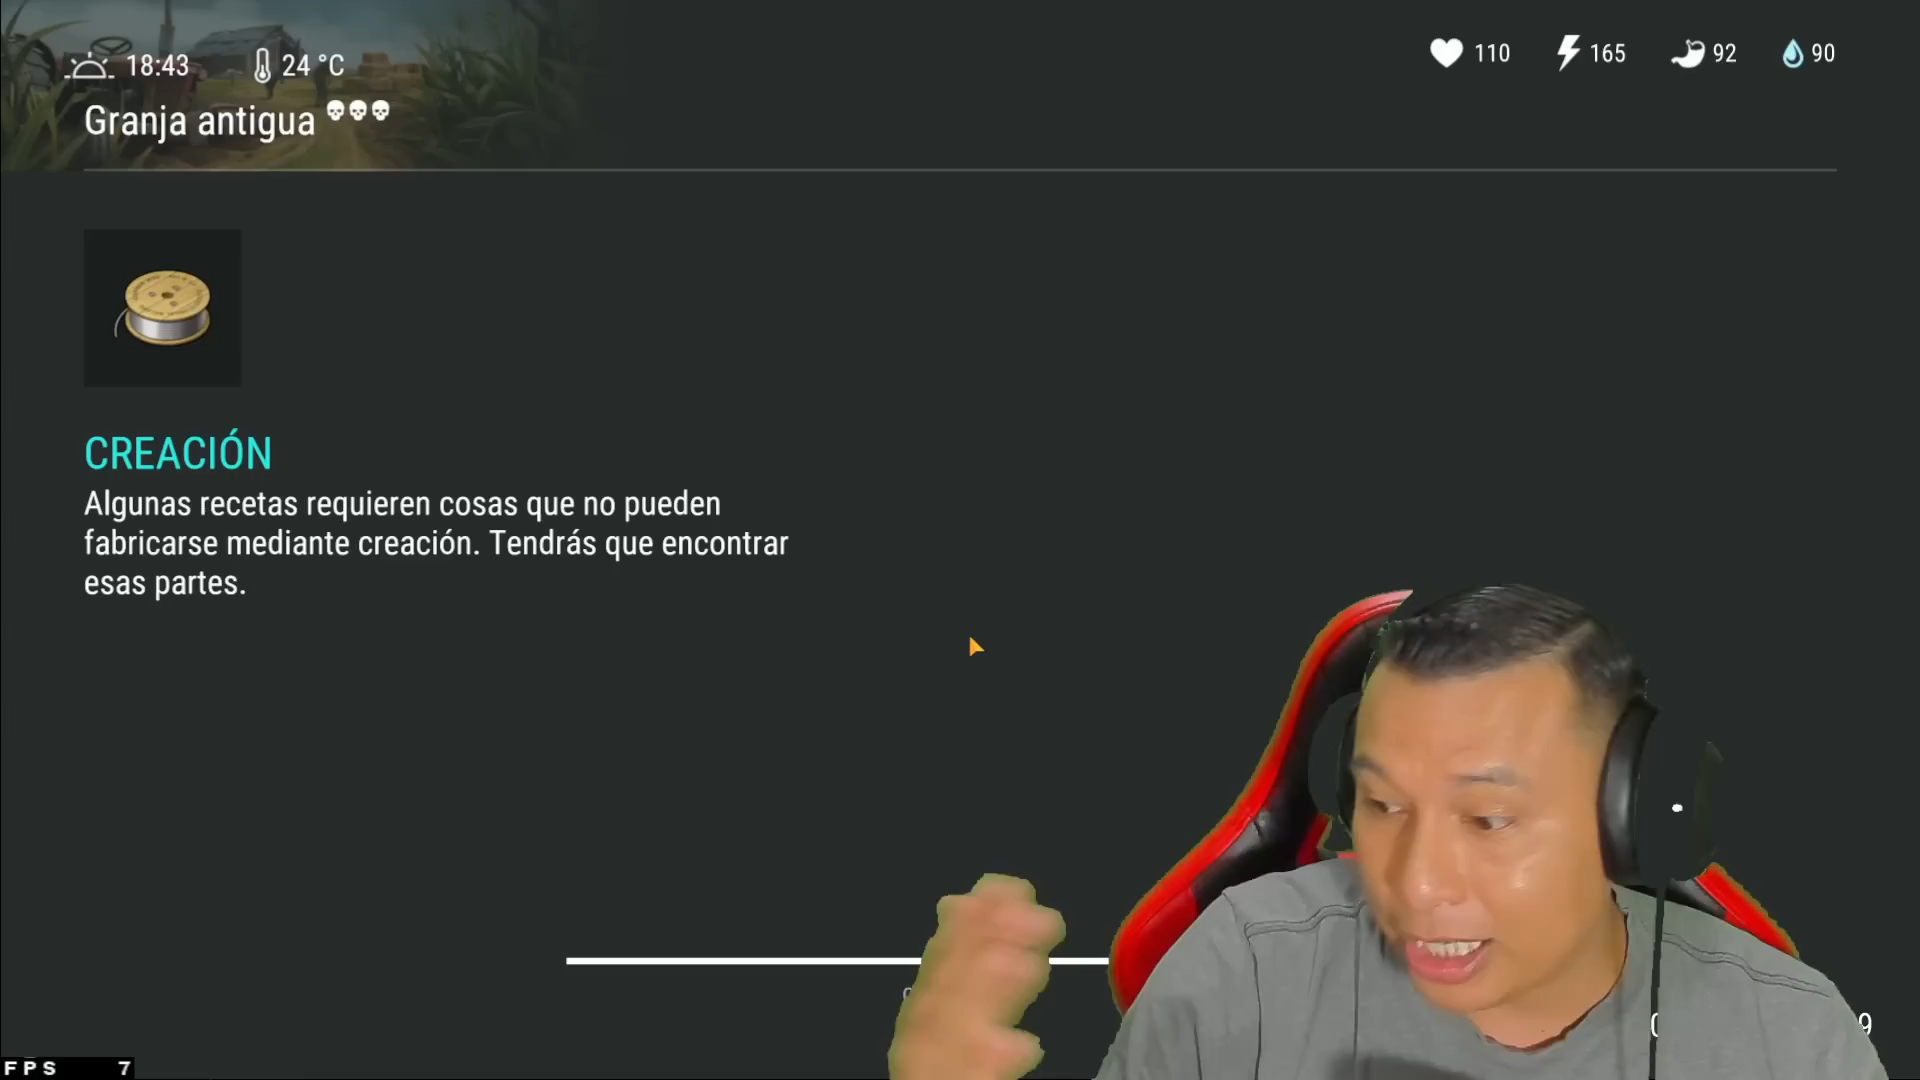 18:43 24 °C
Granja antigua
110 165 92 90
CREACIÓN
Algunas recetas requieren cosas que no pueden
fabricarse mediante creación. Tendrás que encontrar
esas partes.
FPS 7